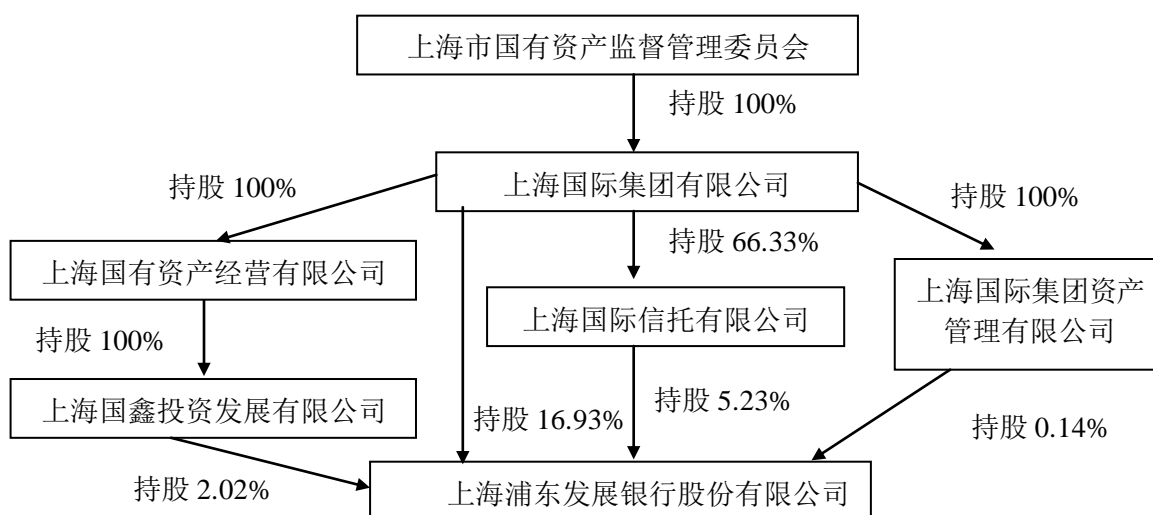 上海市国有资产监督管理委员会
持股 100%
上海国际集团有限公司
持股 100%
持股 66.33%
持股 100%
上海国有资产经营有限公司
上海国际信托有限公司
上海国际集团资产
管理有限公司
持股 100%
上海国鑫投资发展有限公司
持股 16.93%
持股 5.23%
持股 0.14%
持股 2.02%
上海浦东发展银行股份有限公司